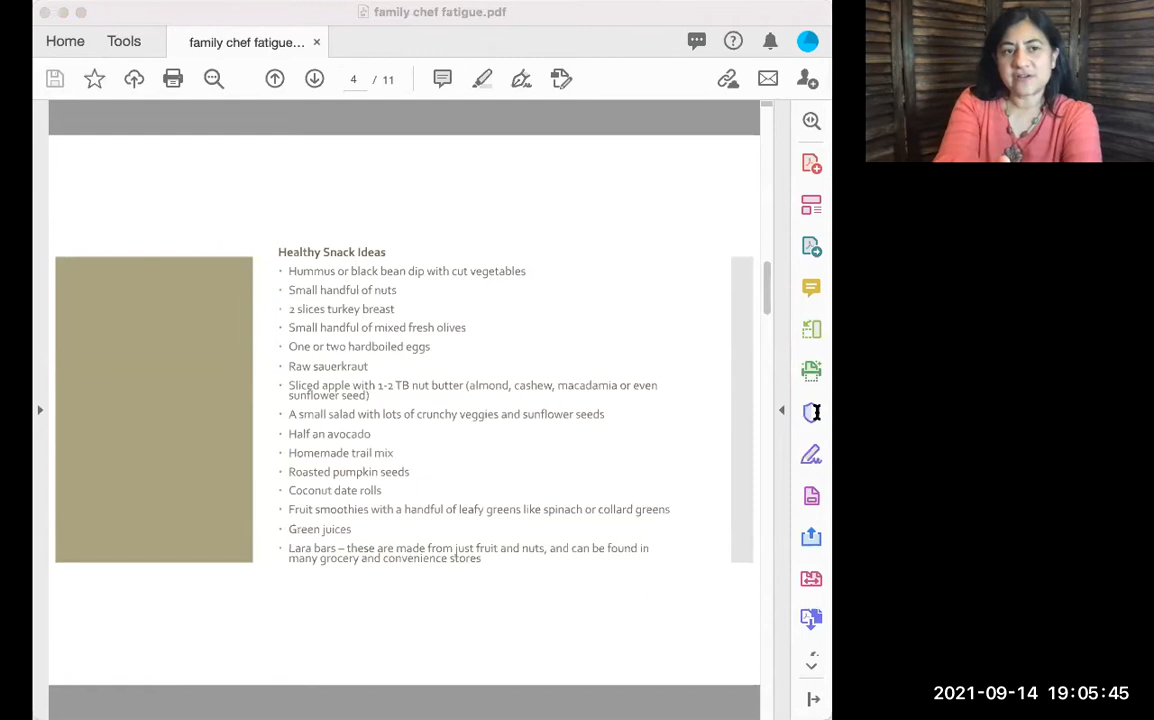 family chef fatigue.pdf
Home Tools family chef fatigue... ×
4 / 11
Healthy Snack Ideas
• Hummus or black bean dip with cut vegetables
• Small handful of nuts
• 2 slices turkey breast
• Small handful of mixed fresh olives
• One or two hardboiled eggs
• Raw sauerkraut
• Sliced apple with 1-2 TB nut butter (almond, cashew, macadamia or even
sunflower seed)
• A small salad with lots of crunchy veggies and sunflower seeds
• Half an avocado
• Homemade trail mix
• Roasted pumpkin seeds
• Coconut date rolls
• Fruit smoothies with a handful of leafy greens like spinach or collard greens
• Green juices
• Lara bars – these are made from just fruit and nuts, and can be found in
many grocery and convenience stores
2021-09-14 19:05:45